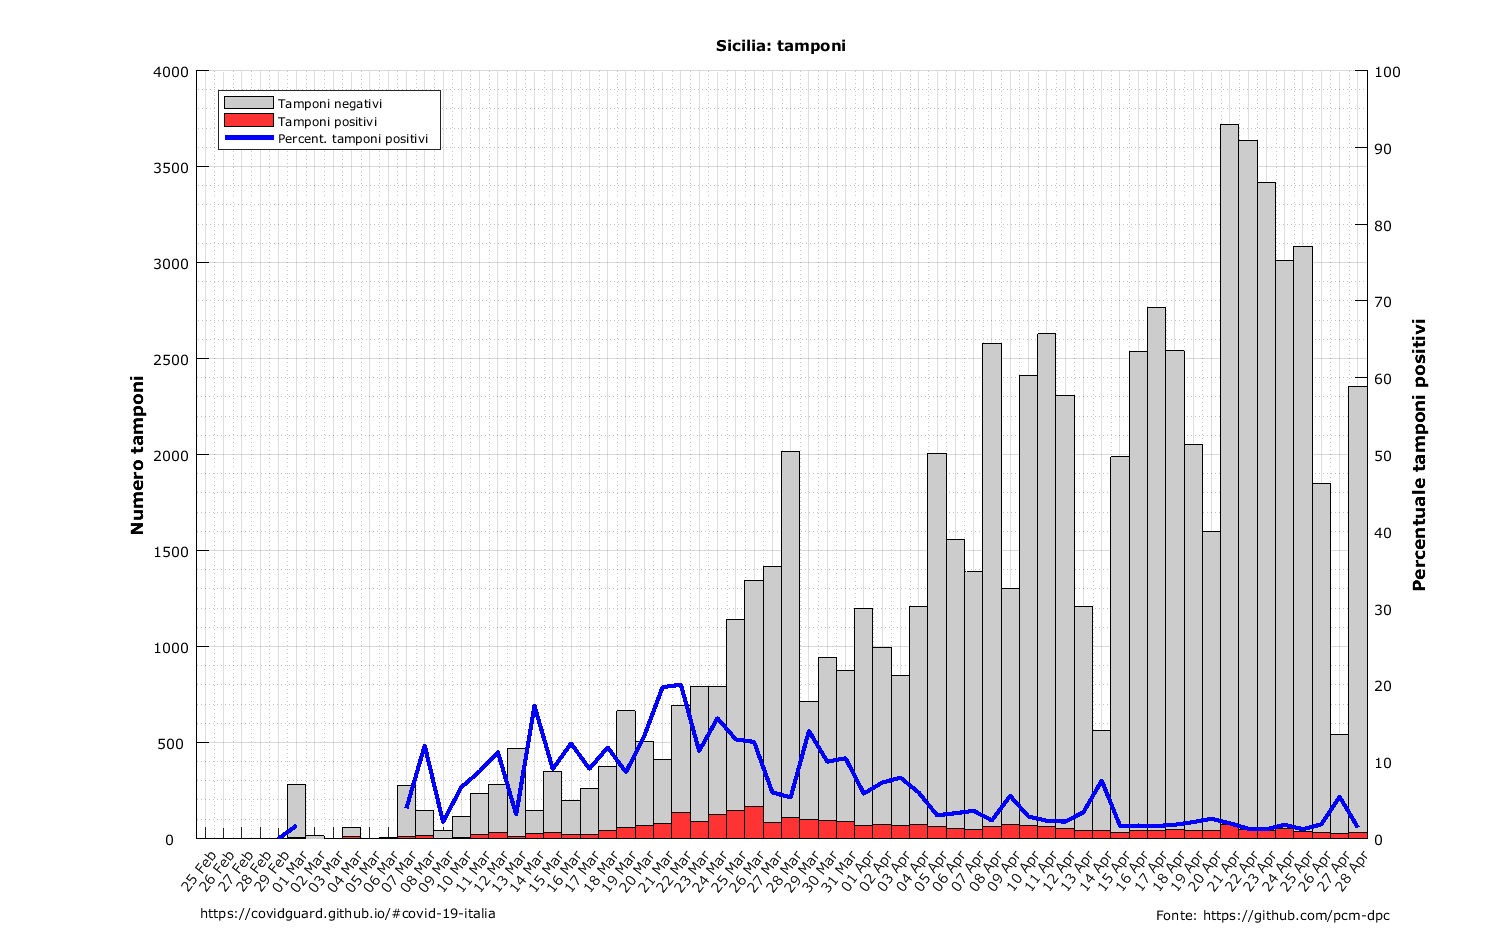 Sicilia: tamponi
Tamponi negativi
Tamponi positivi
Percent. tamponi positivi
Numero tamponi
4000
3500
3000
2500
2000
1500
1000
500
0
Percentuale tamponi positivi
100
90
80
70
60
50
40
30
20
10
0
25 Feb
26 Feb
27 Feb
28 Feb
29 Feb
01 Mar
02 Mar
03 Mar
04 Mar
05 Mar
06 Mar
07 Mar
08 Mar
09 Mar
10 Mar
11 Mar
12 Mar
13 Mar
14 Mar
15 Mar
16 Mar
17 Mar
18 Mar
19 Mar
20 Mar
21 Mar
22 Mar
23 Mar
24 Mar
25 Mar
26 Mar
27 Mar
28 Mar
29 Mar
30 Mar
31 Mar
01 Apr
02 Apr
03 Apr
04 Apr
05 Apr
06 Apr
07 Apr
08 Apr
09 Apr
10 Apr
11 Apr
12 Apr
13 Apr
14 Apr
15 Apr
16 Apr
17 Apr
18 Apr
19 Apr
20 Apr
21 Apr
22 Apr
23 Apr
24 Apr
25 Apr
26 Apr
27 Apr
28 Apr
https://covidguard.github.io/#covid-19-italia
Fonte: https://github.com/pcm-dpc